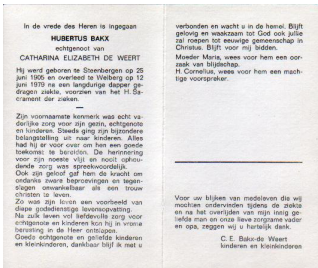 In de vrede des Heren is ingegaan
HUBERTUS BAKX
echtgenoot van
CATHARINA ELIZABETH DE WEERT
Hij werd geboren te Steenbergen op 25
juni 1905 en overleed te Welberg op 12
juni 1979 na een langdurige dapper ge-
dragen ziekte, voorzien van het H. Sa-
crament der zieken.
Zijn voornaamste kenmerk was echt va-
derlijke zorg voor zijn gezin, echtgenote
en kinderen. Steeds ging zijn bijzondere
belangstelling uit naar kinderen. Alles
had hij er voor over om hen een goede
toekomst te bereiden. De herinnering
voor zijn noeste vlijt en nooit ophou-
dende zorg was spreekwoordelijk.
Ook zijn geloof gaf hem de kracht om
ondanks zware beproevingen en tegen-
slagen onwankelbaar als een trouw
christen te leven.
Zo was zijn leven een voorbeeld van
diepe godsdienstige levensopvatting.
Na zulk leven vol liefdevolle zorg voor
echtgenote en kinderen kon hij in vrome
berusting in de Heer ontslapen.
Goede echtgenote en geliefde kinderen
en kleinkinderen, dankbaar blijf ik met u
verbonden en wacht u in de hemel. Blijft
gelovig en waakzaam tot God ook jullie
zal roepen tot eeuwige gemeenschap in
Christus. Blijft voor mij bidden.
Moeder Maria, wees voor hem een oor-
zaak van blijdschap.
H. Cornelius, wees voor hem een mach-
tige voorspreker.
Voor uw blijken van medeleven die wij
mochten ondervinden tijdens de ziekte
en na het overlijden van mijn innig ge-
liefde man en onze lieve zorgzame vader
en opa, zeggen wij u hartelijk dank.
C. E. Bakx-de Weert
kinderen en kleinkinderen